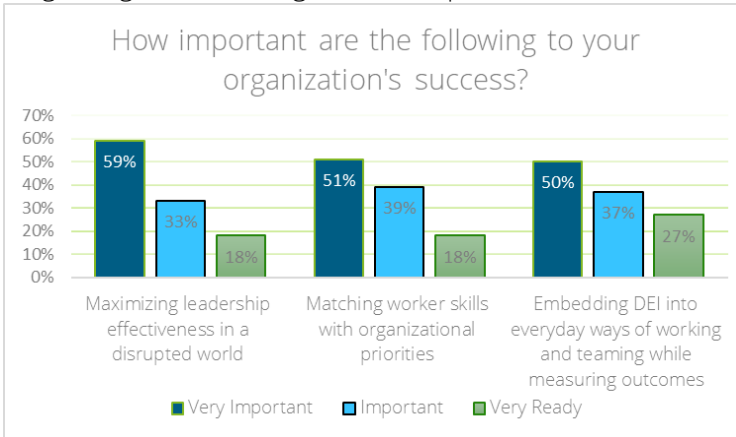 How important are the following to your
organization's success?
70%
60%
50%
40%
30%
20%
10%
0%
59%
33%
18%
51%
39%
18%
50%
37%
27%
Maximizing leadership
effectiveness in a
disrupted world
Matching worker skills
with organizational
priorities
Embedding DEI into
everyday ways of working
and teaming while
measuring outcomes
Very Important
Important
Very Ready